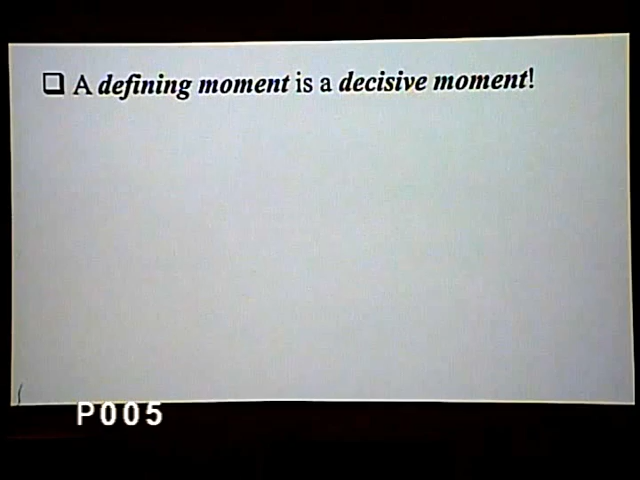 ❑ A defining moment is a decisive moment!
P005